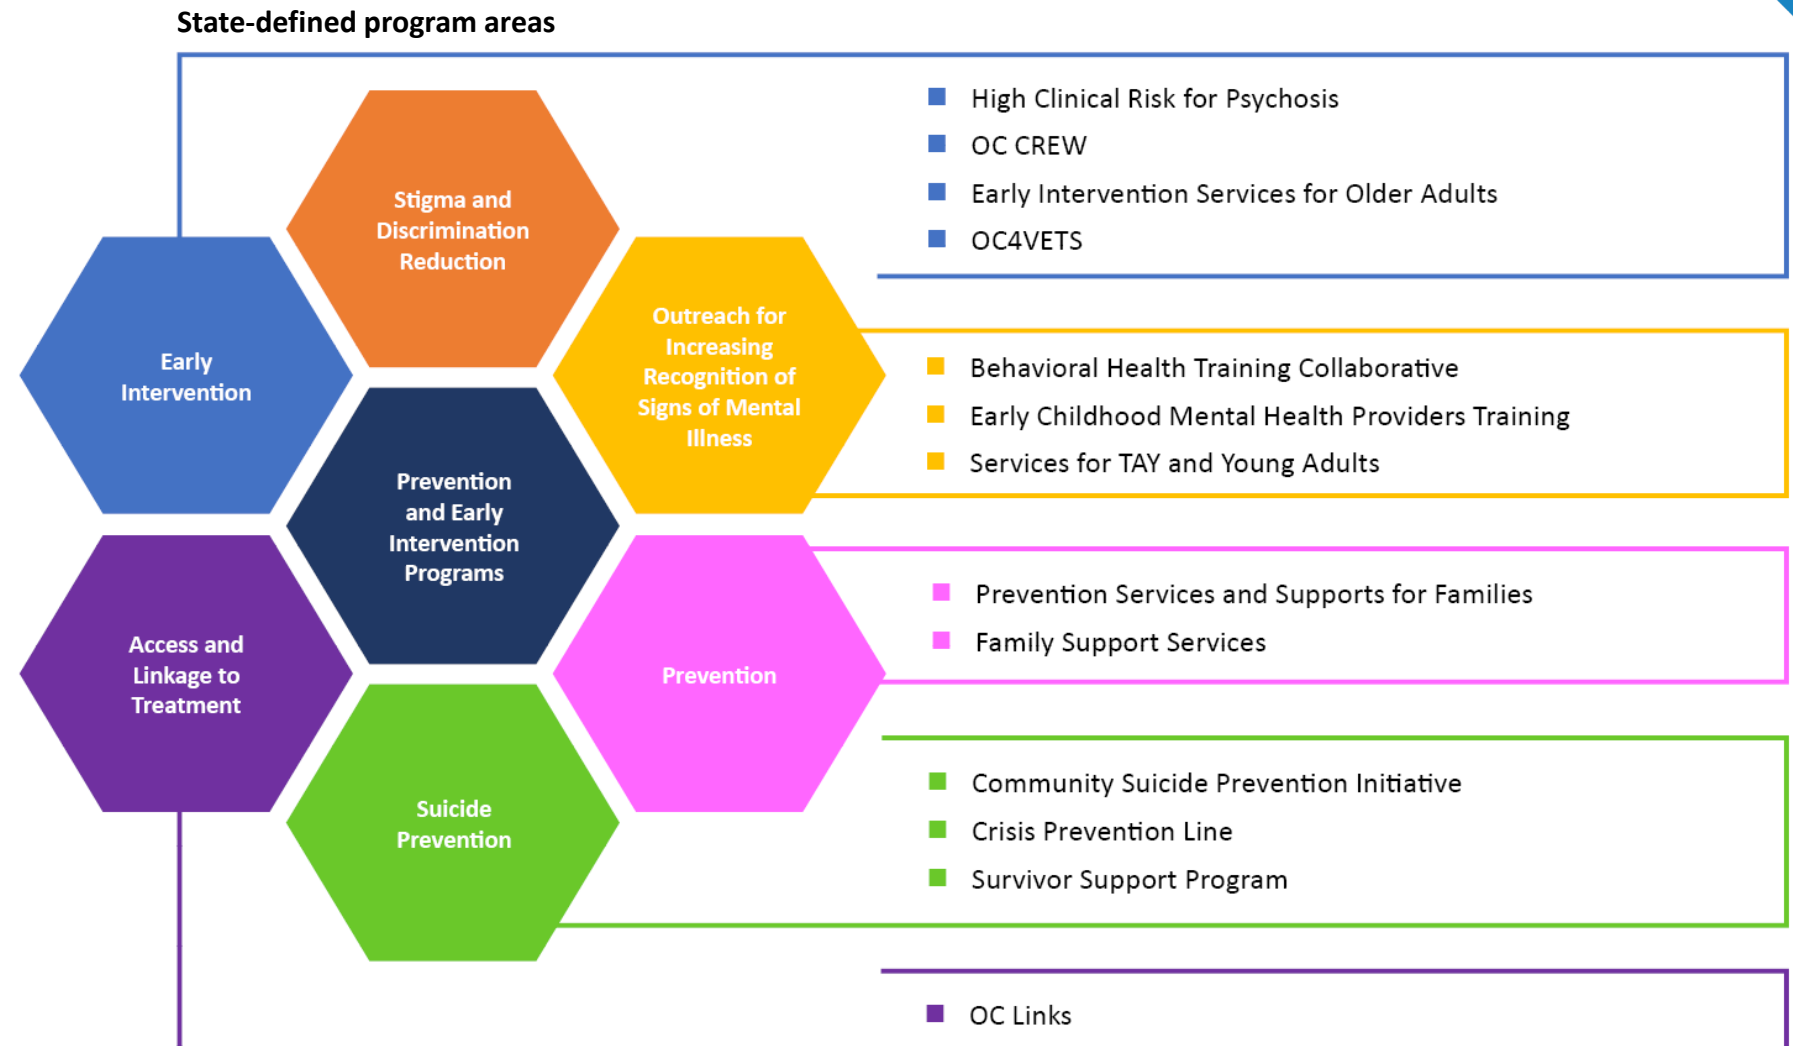 State-defined program areas
Stigma and
Discrimination
Reduction
Early
Intervention
Outreach for
Increasing
Recognition of
Signs of Mental
Illness
Prevention
and Early
Intervention
Programs
Access and
Linkage to
Treatment
Prevention
Suicide
Prevention
High Clinical Risk for Psychosis
OC CREW
Early Intervention Services for Older Adults
OC4VETS
Behavioral Health Training Collaborative
Early Childhood Mental Health Providers Training
Services for TAY and Young Adults
Prevention Services and Supports for Families
Family Support Services
Community Suicide Prevention Initiative
Crisis Prevention Line
Survivor Support Program
OC Links